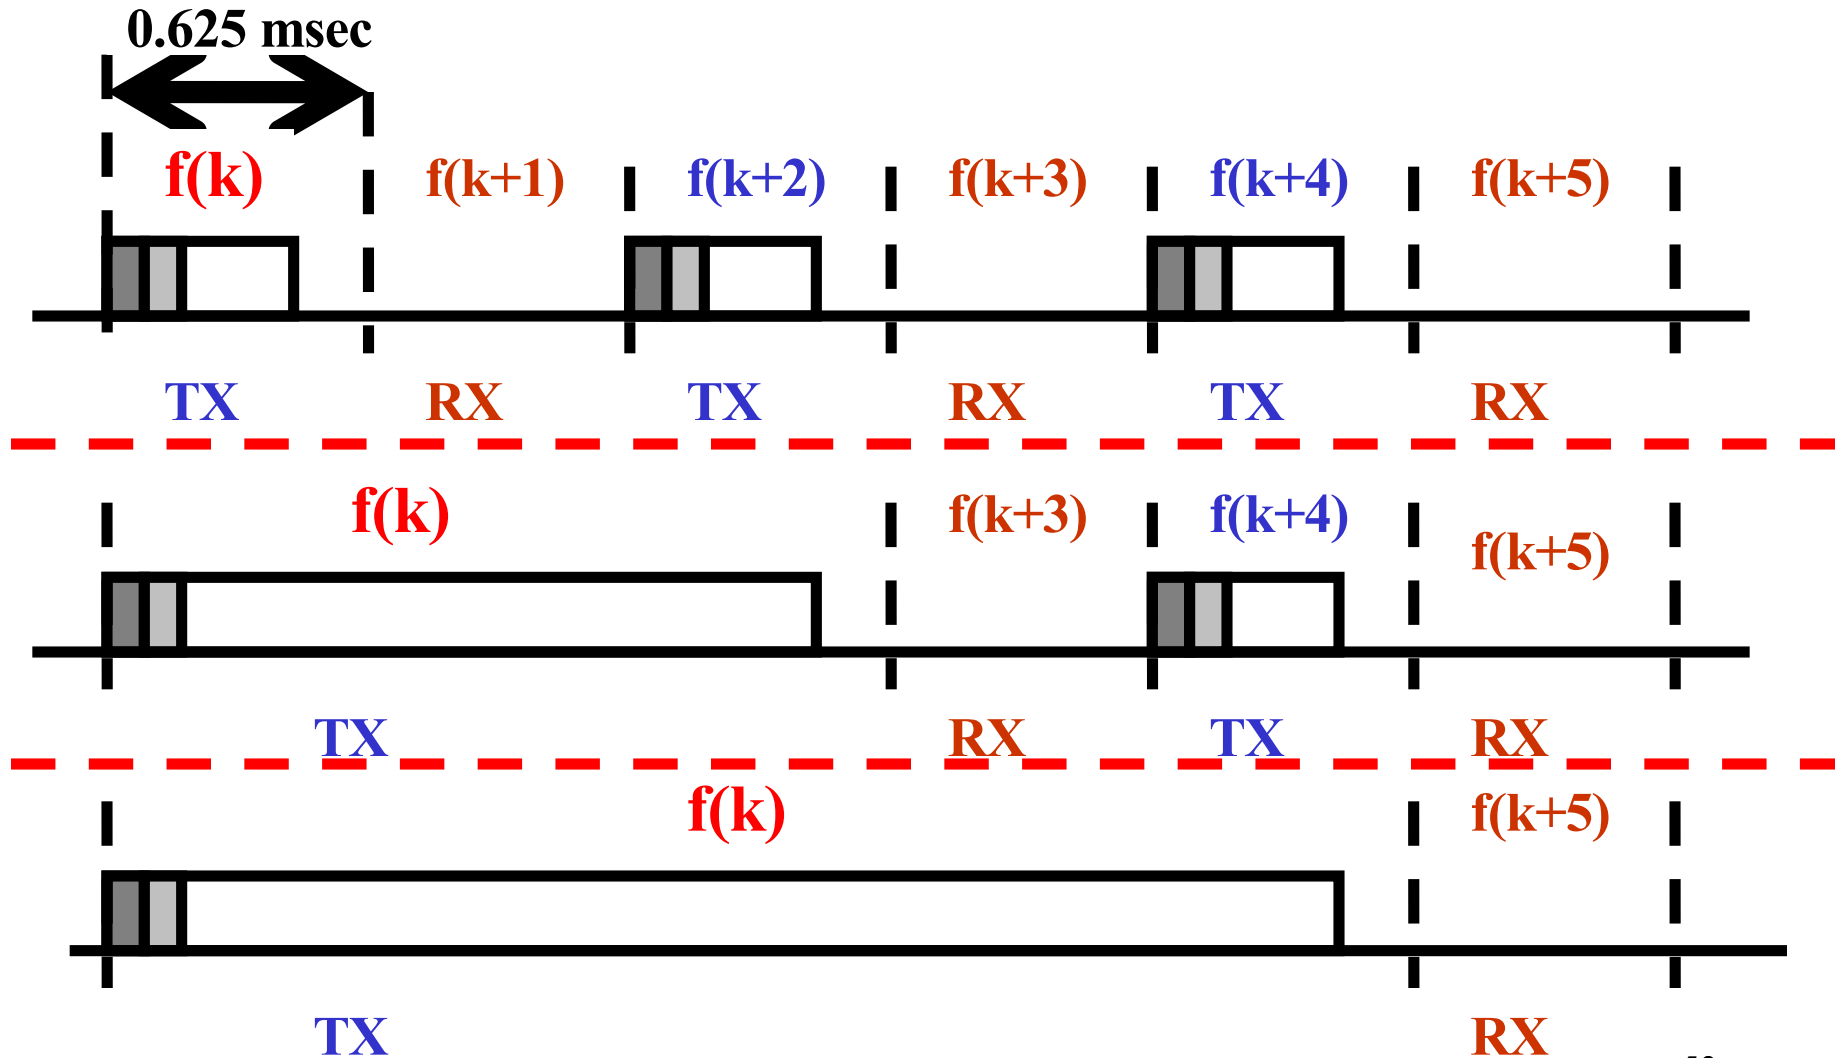 0.625 msec
f(k) f(k+1) f(k+2) f(k+3) f(k+4) f(k+5)
TX RX TX RX TX RX
f(k) f(k+3) f(k+4) f(k+5)
TX RX TX RX
f(k) f(k+5)
TX RX